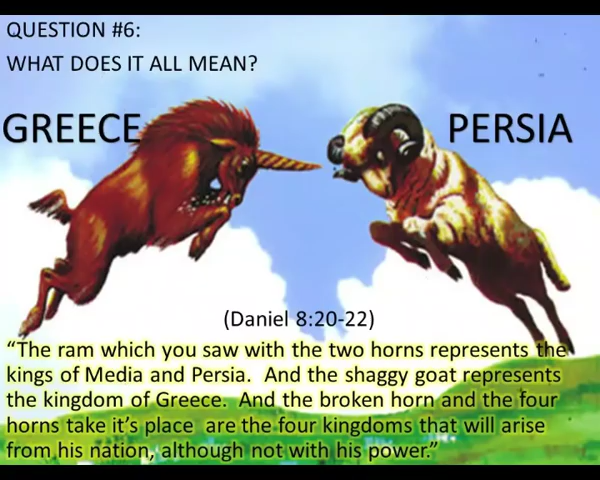 QUESTION #6:
WHAT DOES IT ALL MEAN?
GREECE PERSIA
(Daniel 8:20-22)
“The ram which you saw with the two horns represents the
kings of Media and Persia.  And the shaggy goat represents
the kingdom of Greece.  And the broken horn and the four
horns take it’s place  are the four kingdoms that will arise
from his nation, although not with his power.”